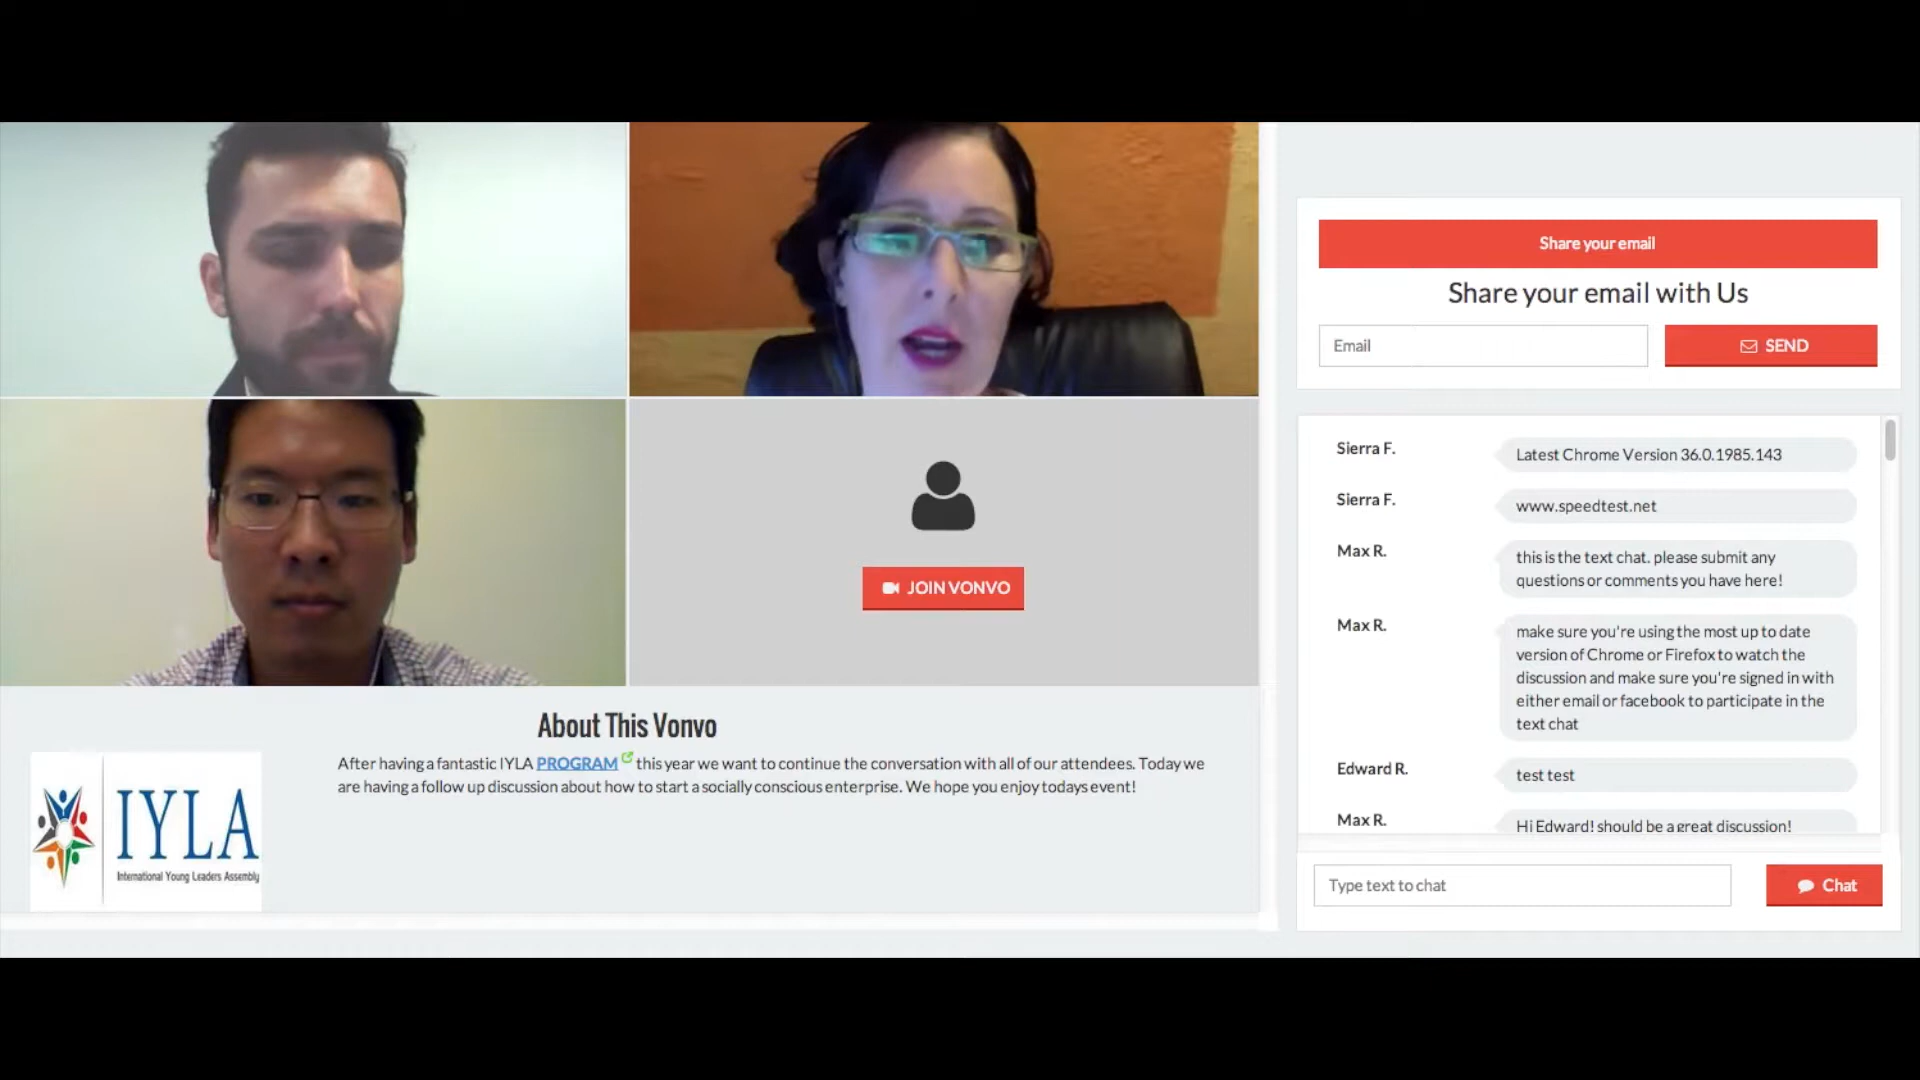 Share your email
Share your email with Us
Email
SEND
Sierra F.
Latest Chrome Version 36.0.1985.143
Sierra F.
www.speedtest.net
Max R.
this is the text chat. please submit any
questions or comments you have here!
Max R.
make sure you're using the most up to date
version of Chrome or Firefox to watch the
discussion and make sure you're signed in with
either email or facebook to participate in the
text chat
Edward R.
test test
Max R.
Hi Edward! should be a great discussion!
Type text to chat
Chat
JOIN VONVO
About This Vonvo
After having a fantastic IYLA PROGRAM this year we want to continue the conversation with all of our attendees. Today we
are having a follow up discussion about how to start a socially conscious enterprise. We hope you enjoy todays event!
IYLA
International Young Leaders Assembly